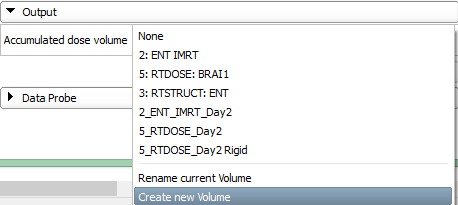 Output
Accumulated dose volume
None
2: ENT IMRT
5: RTDOSE: BRAI1
3: RTSTRUCT: ENT
2_ENT_IMRT_Day2
5_RTDOSE_Day2
5_RTDOSE_Day2 Rigid
Data Probe
Rename current Volume
Create new Volume